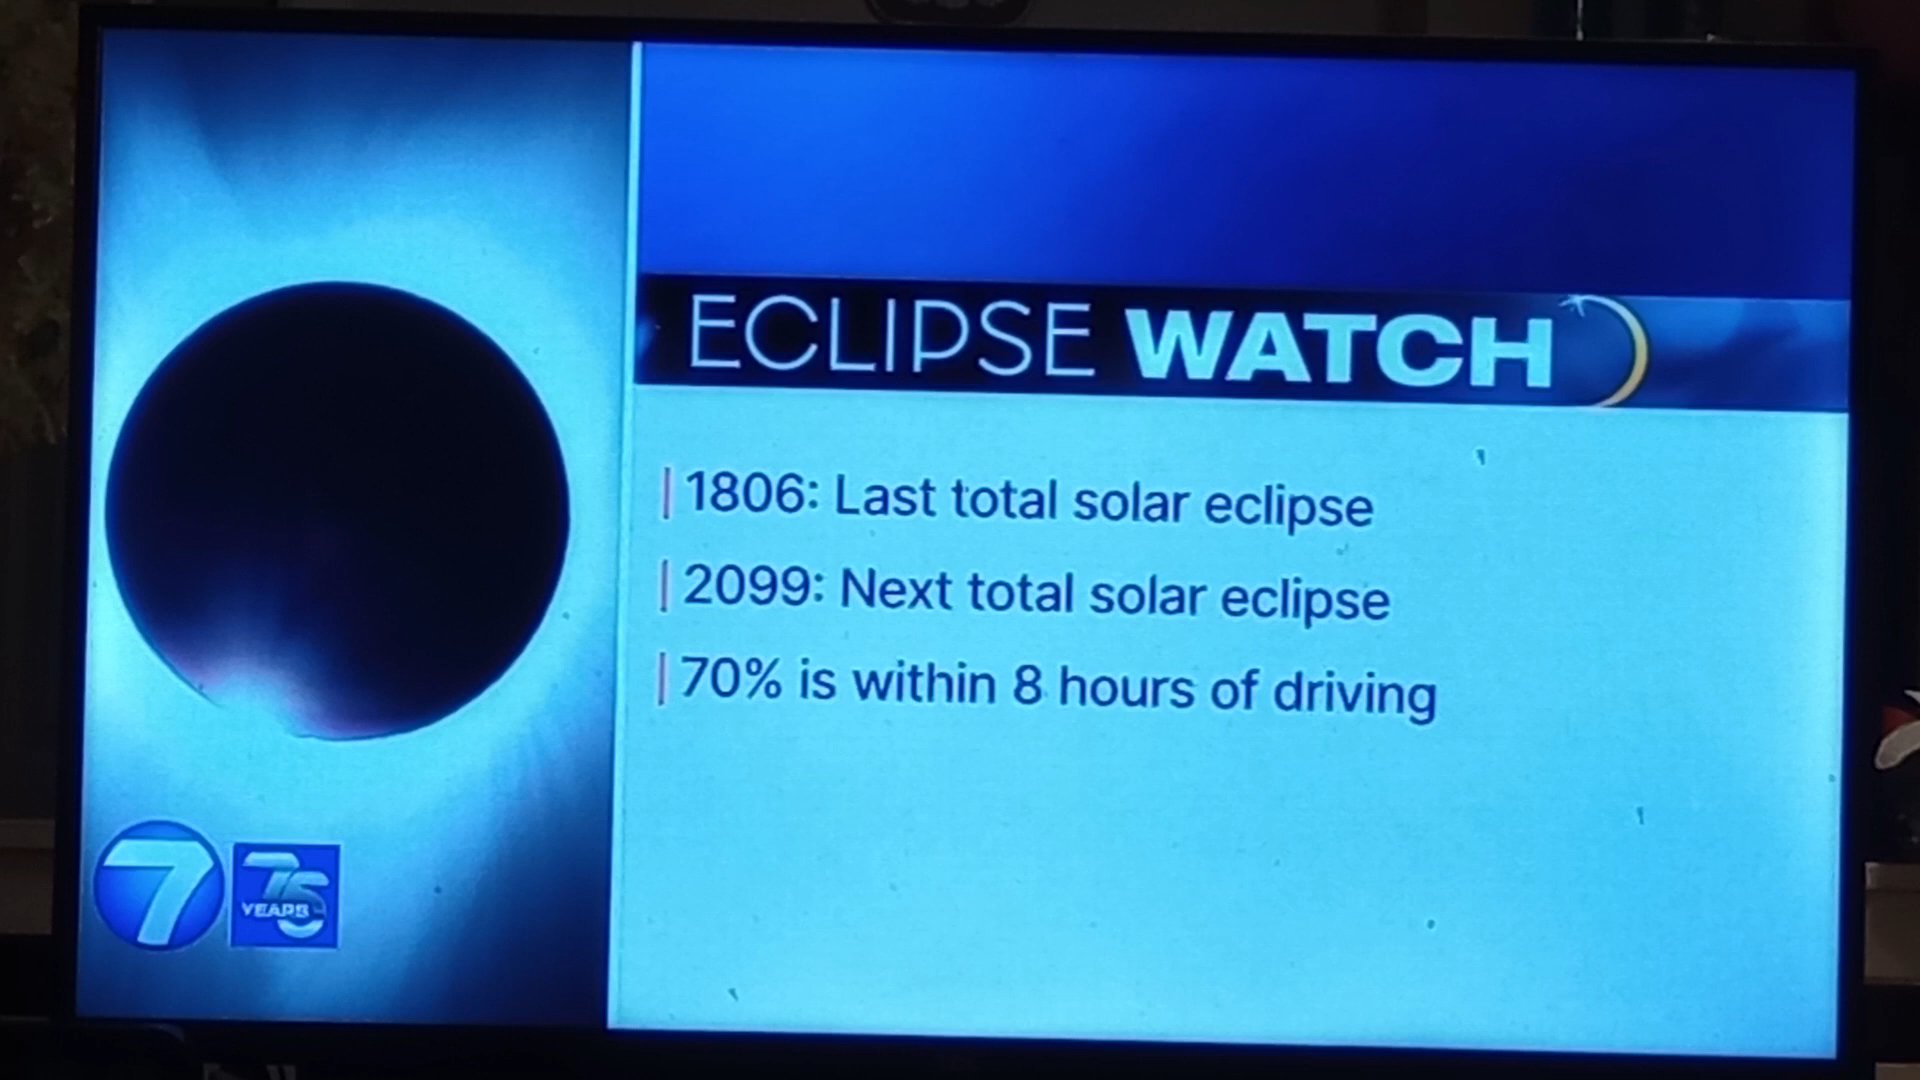 ECLIPSE WATCH
1806: Last total solar eclipse
2099: Next total solar eclipse
70% is within 8 hours of driving
7
75
YEARS